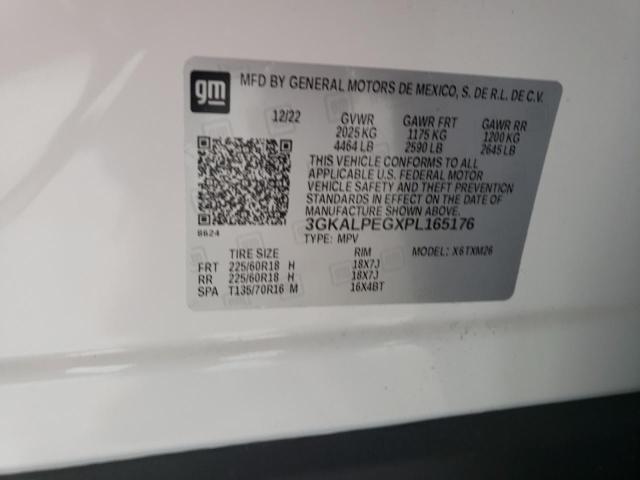 gm
MFD BY GENERAL MOTORS DE MEXICO, S. DE R.L. DE C.V.
12/22 GVWR GAWR FRT GAWR RR
2025 KG 1175 KG 1200 KG
4464 LB 2590 LB 2645 LB
THIS VEHICLE CONFORMS TO ALL
APPLICABLE U.S. FEDERAL MOTOR
VEHICLE SAFETY AND THEFT PREVENTION
STANDARDS IN EFFECT ON THE DATE OF
MANUFACTURE SHOWN ABOVE.
3GKALPEGXPL165176
8624
TYPE: MPV MODEL: X6TXM26
TIRE SIZE RIM
FRT 225/60R18 H 18X7J
RR 225/60R18 H 18X7J
SPA T135/70R16 M 16X4BT